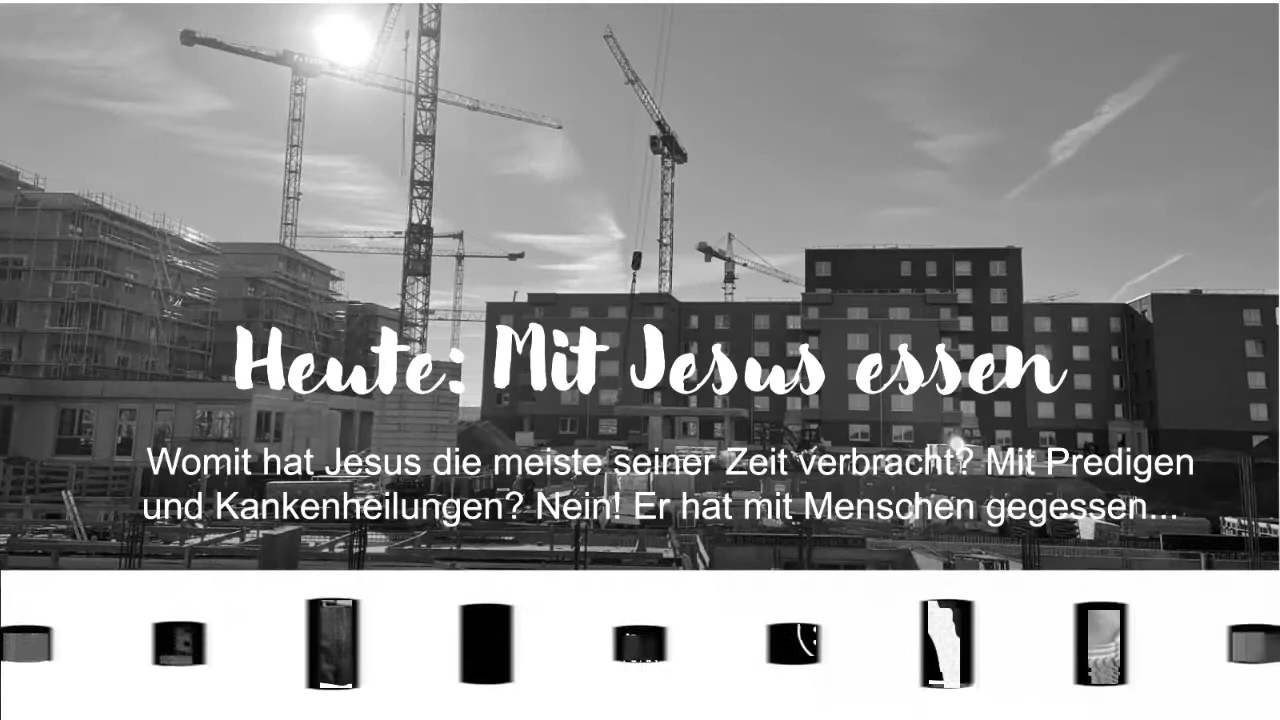 Heute: Mit Jesus essen
Womit hat Jesus die meiste seiner Zeit verbracht? Mit Predigen
und Kankenheilungen? Nein! Er hat mit Menschen gegessen...